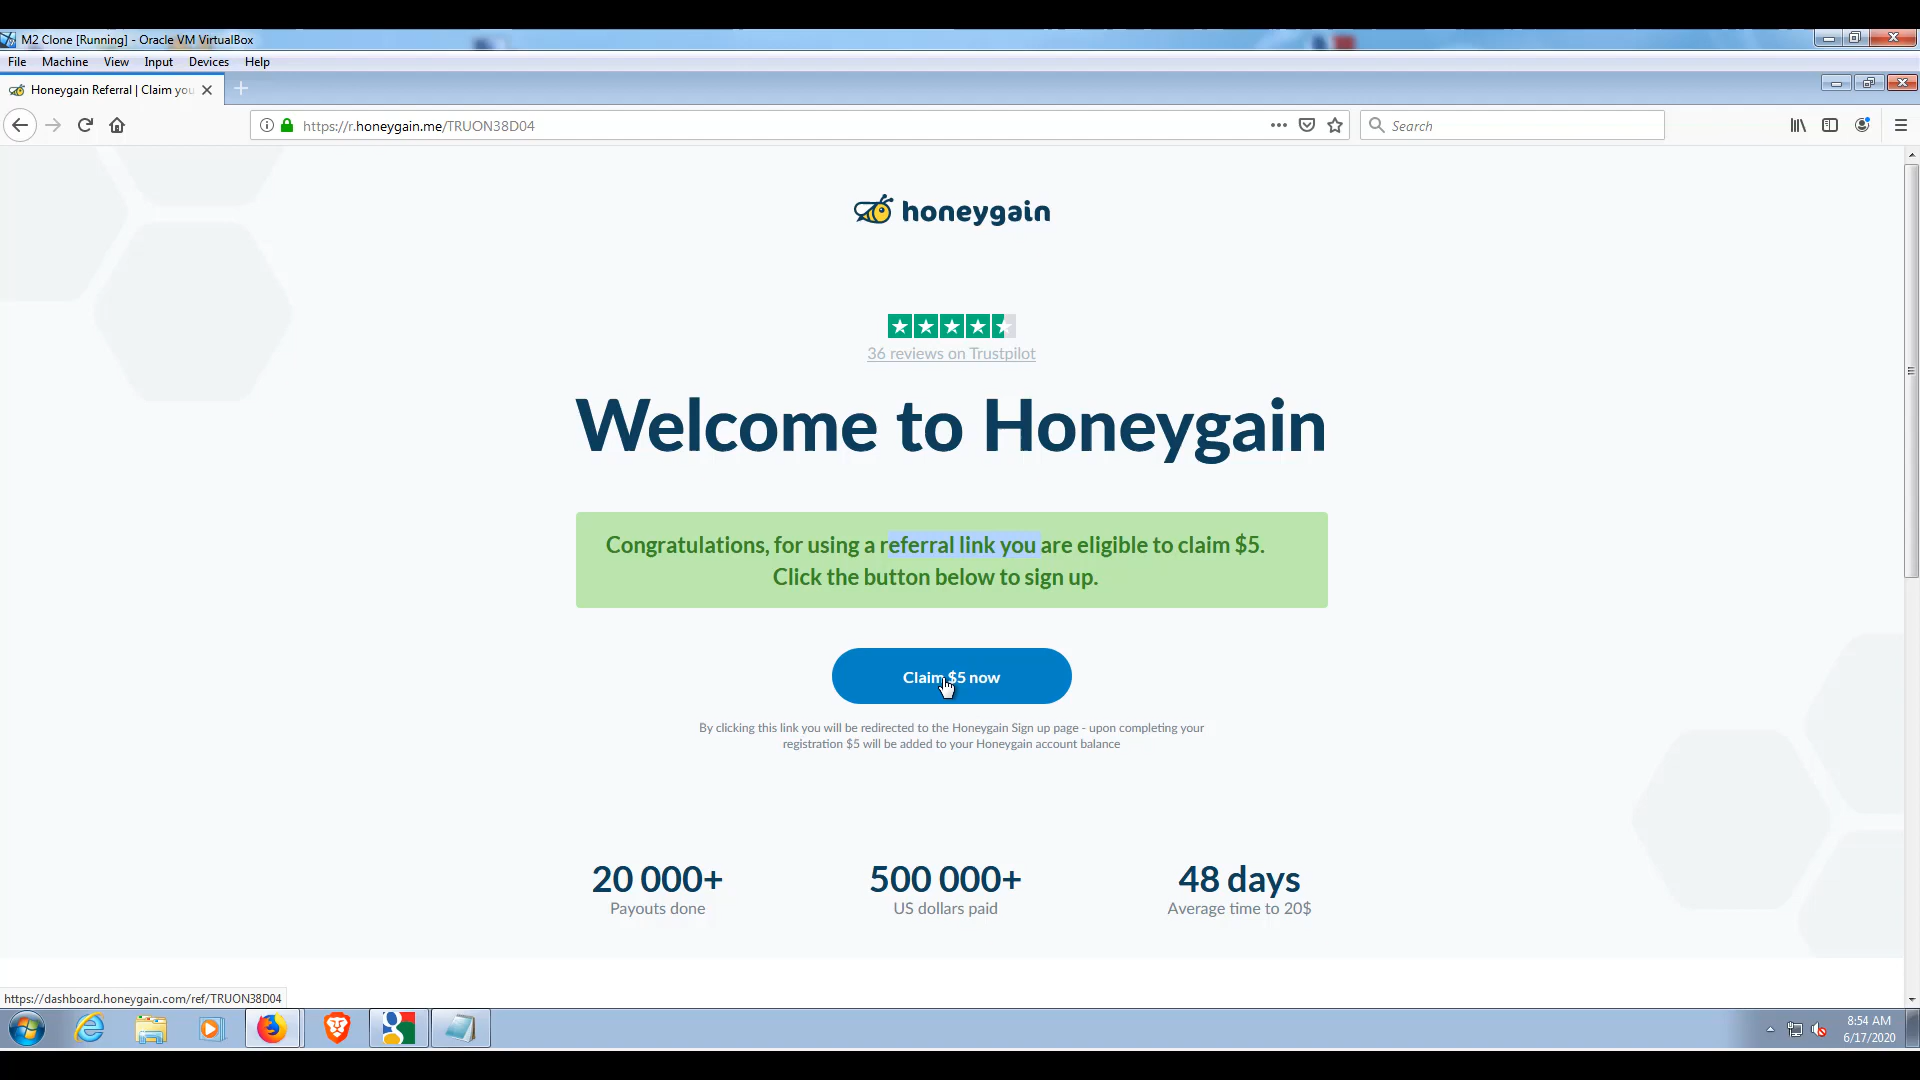 M2 Clone [Running] - Oracle VM VirtualBox
File Machine View Input Devices Help
Honeygain Referral | Claim you
https://r.honeygain.me/TRUON38D04
Search
honeygain
36 reviews on Trustpilot
Welcome to Honeygain
Congratulations, for using a referral link you are eligible to claim $5.
Click the button below to sign up.
Claim $5 now
By clicking this link you will be redirected to the Honeygain Sign up page - upon completing your
registration $5 will be added to your Honeygain account balance
20 000+ 500 000+ 48 days
Payouts done US dollars paid Average time to 20$
https://dashboard.honeygain.com/ref/TRUON38D04
8:54 AM
6/17/2020